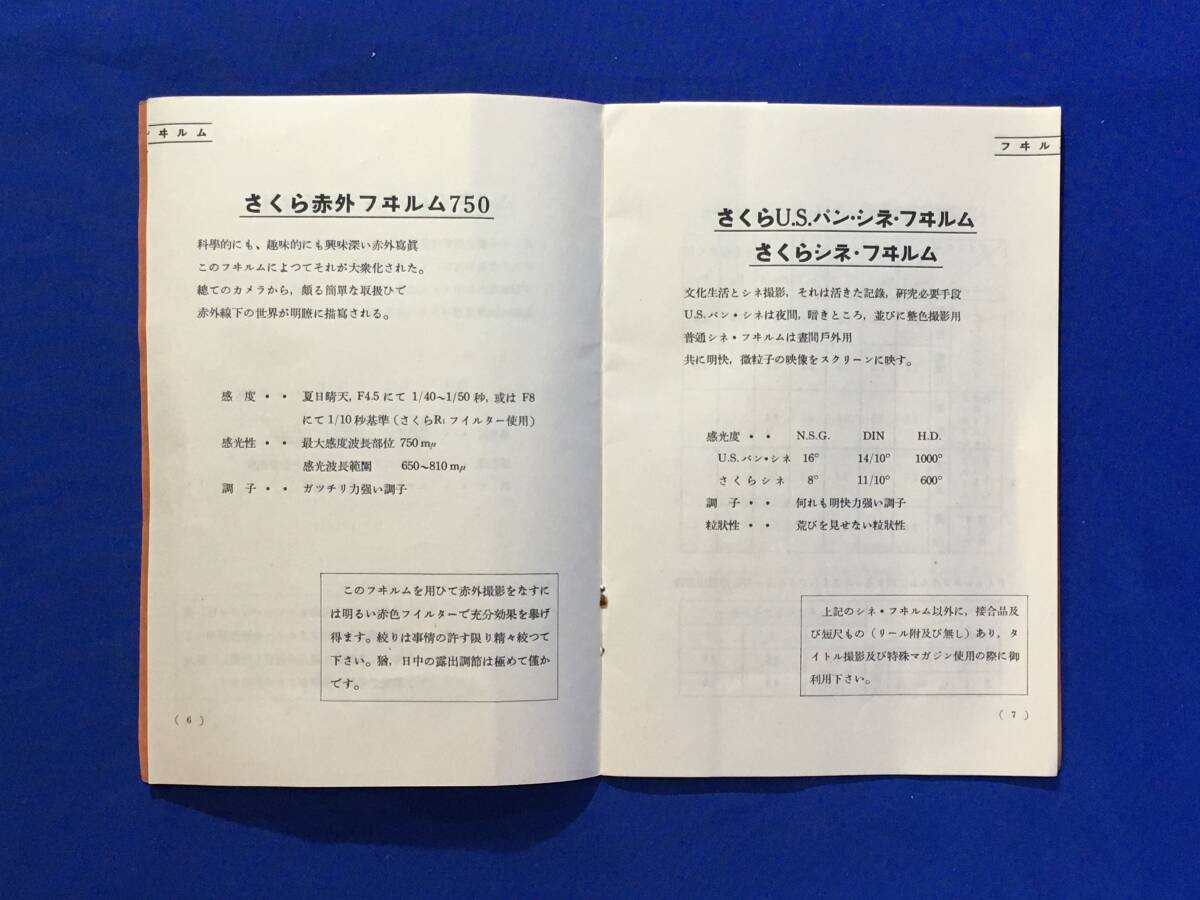 ヰルム
さくら赤外フヰルム750
科學的にも、趣味的にも興味深い赤外寫眞
このフヰルムによつてそれが大衆化された。
總てのカメラから，頗る簡單な取扱ひで
赤外線下の世界が明瞭に描寫される。
感度・・ 夏日晴天, F4.5にて 1/40〜1/50 秒, 或は F8
にて 1/10 秒基準（さくらR₁フイルター使用）
感光性・・ 最大感度波長部位 750 mμ
感光波長範圍 650〜810 mμ
調子・・ ガツチリ力强い調子
このフヰルムを用ひて赤外撮影をなすに
は明るい赤色フイルターで充分効果を擧げ
得ます。絞りは事情の許す限り精々絞つて
下さい。猶，日中の露出調節は極めて僅か
です。
( 6 )
フヰル
さくらU.S.パン・シネ・フヰルム
さくらシネ・フヰルム
文化生活とシネ撮影，それは活きた記錄，硏究必要手段
U.S.パン・シネは夜間，暗きところ，並びに整色撮影用
普通シネ・フヰルムは晝間戶外用
共に明快，微粒子の映像をスクリーンに映す。
感光度・・ N.S.G. DIN H.D.
U.S.パン・シネ 16° 14/10° 1000°
さくらシネ 8° 11/10° 600°
調子・・ 何れも明快力强い調子
粒狀性・・ 荒びを見せない粒狀性
上記のシネ・フヰルム以外に，接合品及
び短尺もの（リール附及び無し）あり，タ
イトル撮影及び特殊マガジン使用の際に御
利用下さい。
( 7 )